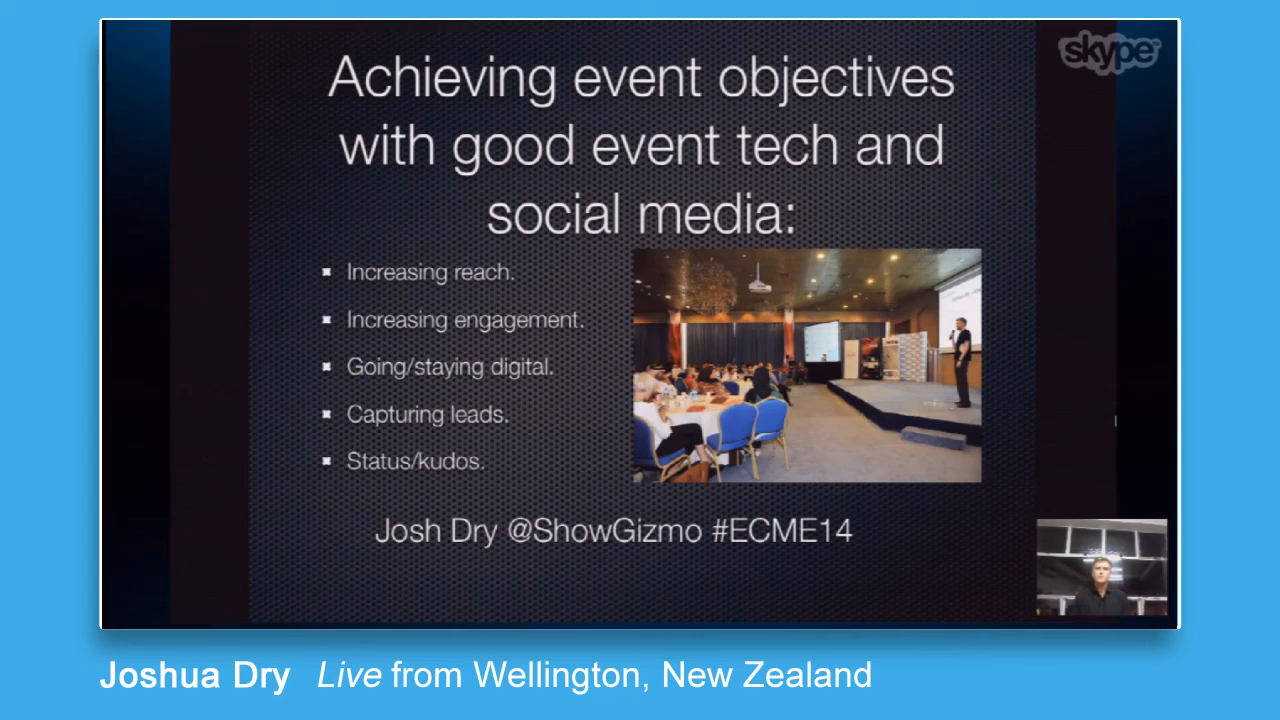 skype
Achieving event objectives
with good event tech and
social media:
Increasing reach.
Increasing engagement.
Going/staying digital.
Capturing leads.
Status/kudos.
Josh Dry @ShowGizmo #ECME14
Joshua Dry Live from Wellington, New Zealand